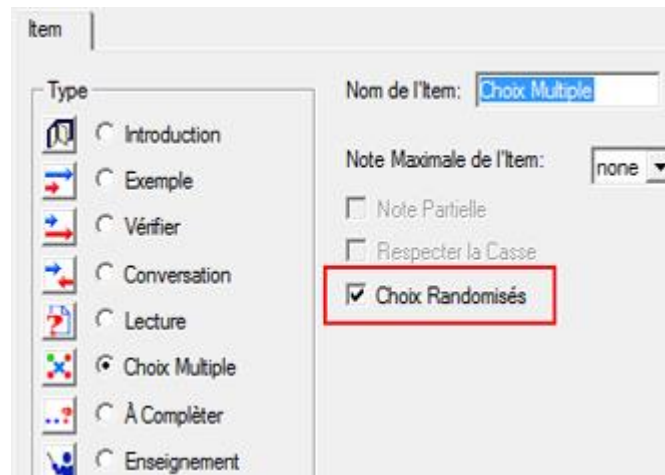 Item
Type
Introduction
Exemple
Vérifier
Conversation
Lecture
Choix Multiple
..?
À Complèter
Enseignement
Nom de l'Item: Choix Multiple
Note Maximale de l'Item: none
Note Partielle
Respecter la Casse
Choix Randomisés